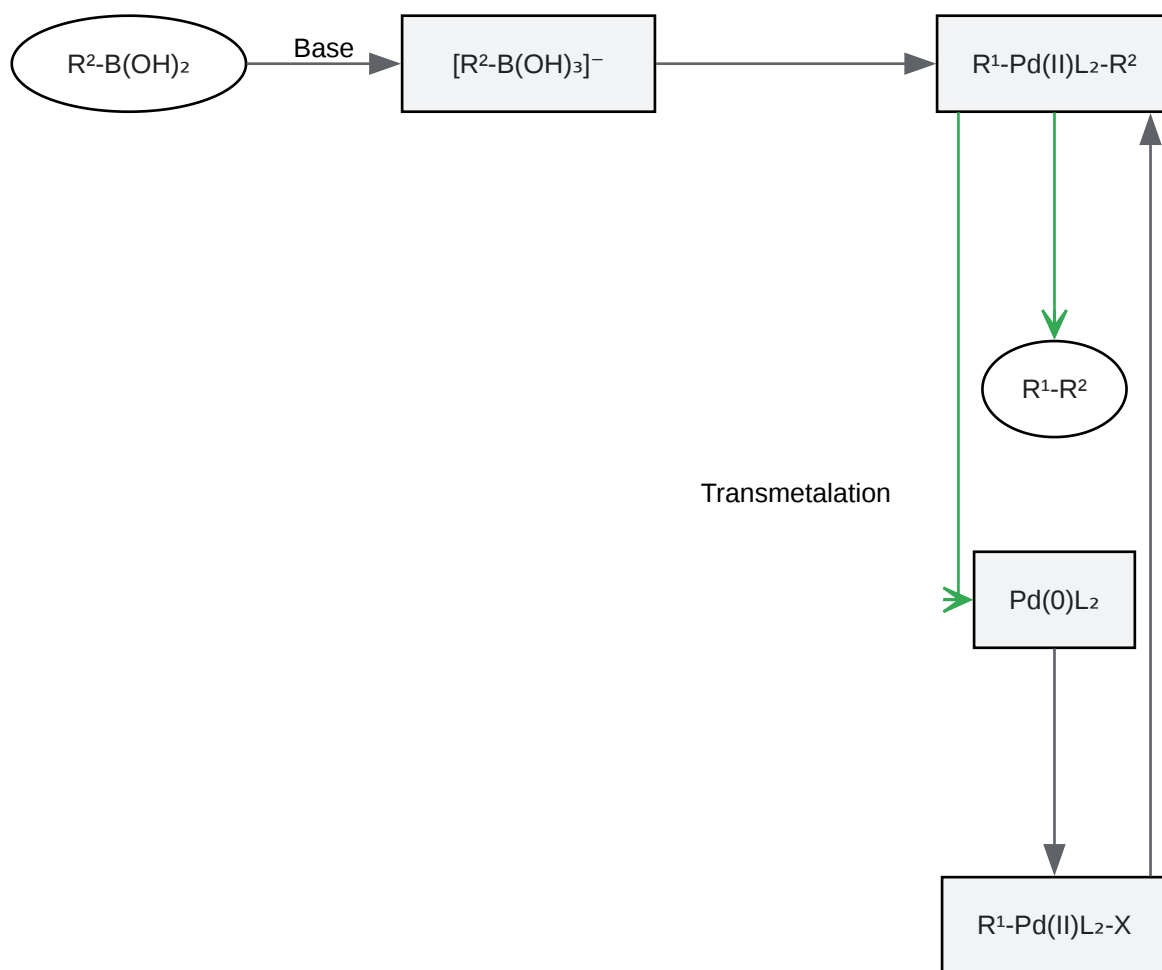 R²-B(OH)₂
Base
[R²-B(OH)₃]⁻
R¹-Pd(II)L₂-R²
R¹-R²
Transmetalation
Pd(0)L₂
R¹-Pd(II)L₂-X